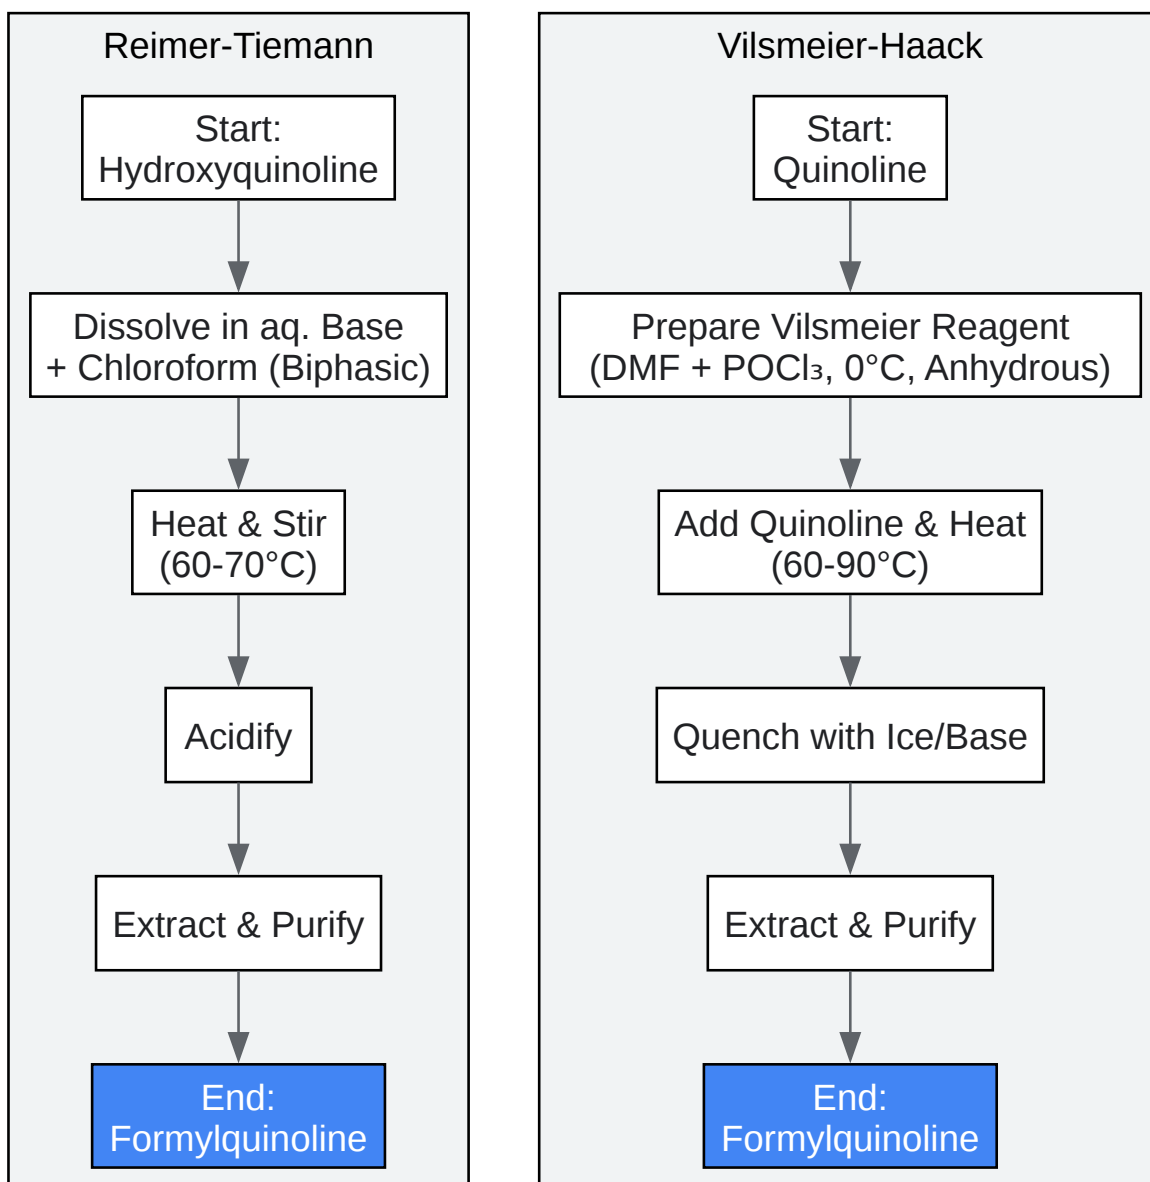 Reimer-Tiemann
Start:
Hydroxyquinoline
Dissolve in aq. Base
+ Chloroform (Biphasic)
Heat & Stir
(60-70°C)
Acidify
Extract & Purify
End:
Formylquinoline
Vilsmeier-Haack
Start:
Quinoline
Prepare Vilsmeier Reagent
(DMF + POCl₃, 0°C, Anhydrous)
Add Quinoline & Heat
(60-90°C)
Quench with Ice/Base
Extract & Purify
End:
Formylquinoline